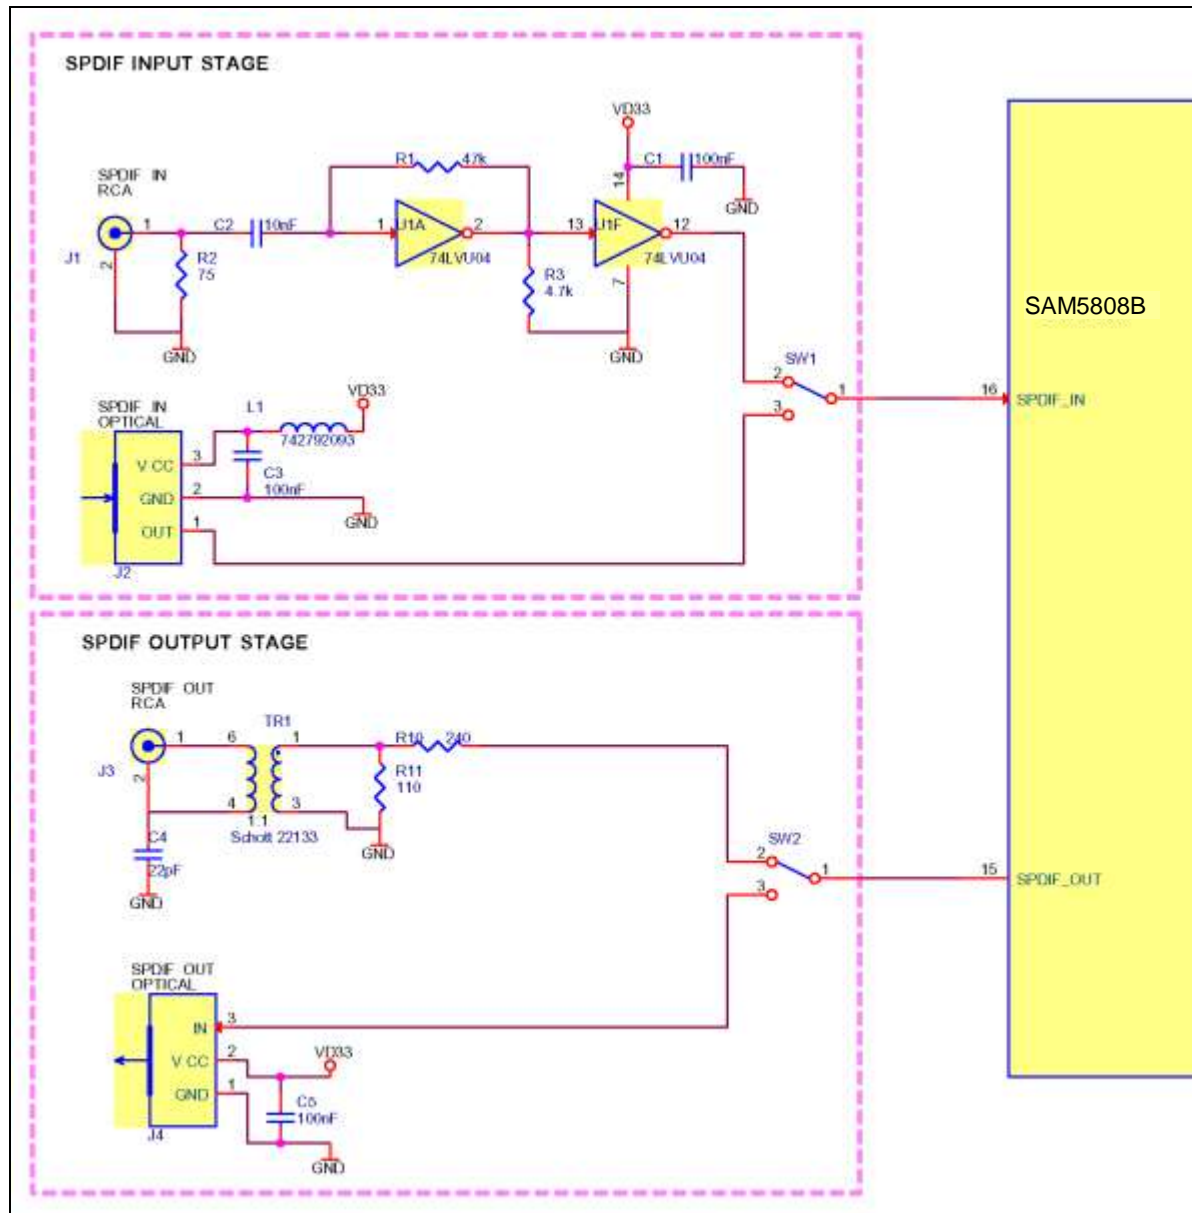 SPDIF INPUT STAGE
VD33
R1 47k
C1 100nF
14
GND
SPDIF IN
RCA
1
C2 10nF
1 U1A 2
74LVU04
13 U1F 12
74LVU04
J1
2
R2
75
R3
4.7k
7
GND
GND
SAM5808B
SW1
2
1
3
16 SPDIF_IN
SPDIF IN
OPTICAL
L1
VD33
742792093
V CC 3
C3
100nF
GND 2
GND
OUT 1
J2
SPDIF OUTPUT STAGE
SPDIF OUT
RCA
TR1
1
6
1
R10 240
J3
2
R11
110
4
3
1:1
Schott 22133
C4
22pF
GND
GND
SW2
2
1
3
15 SPDIF_OUT
SPDIF OUT
OPTICAL
IN 3
V CC 2
VD33
GND 1
C5
100nF
J4
GND